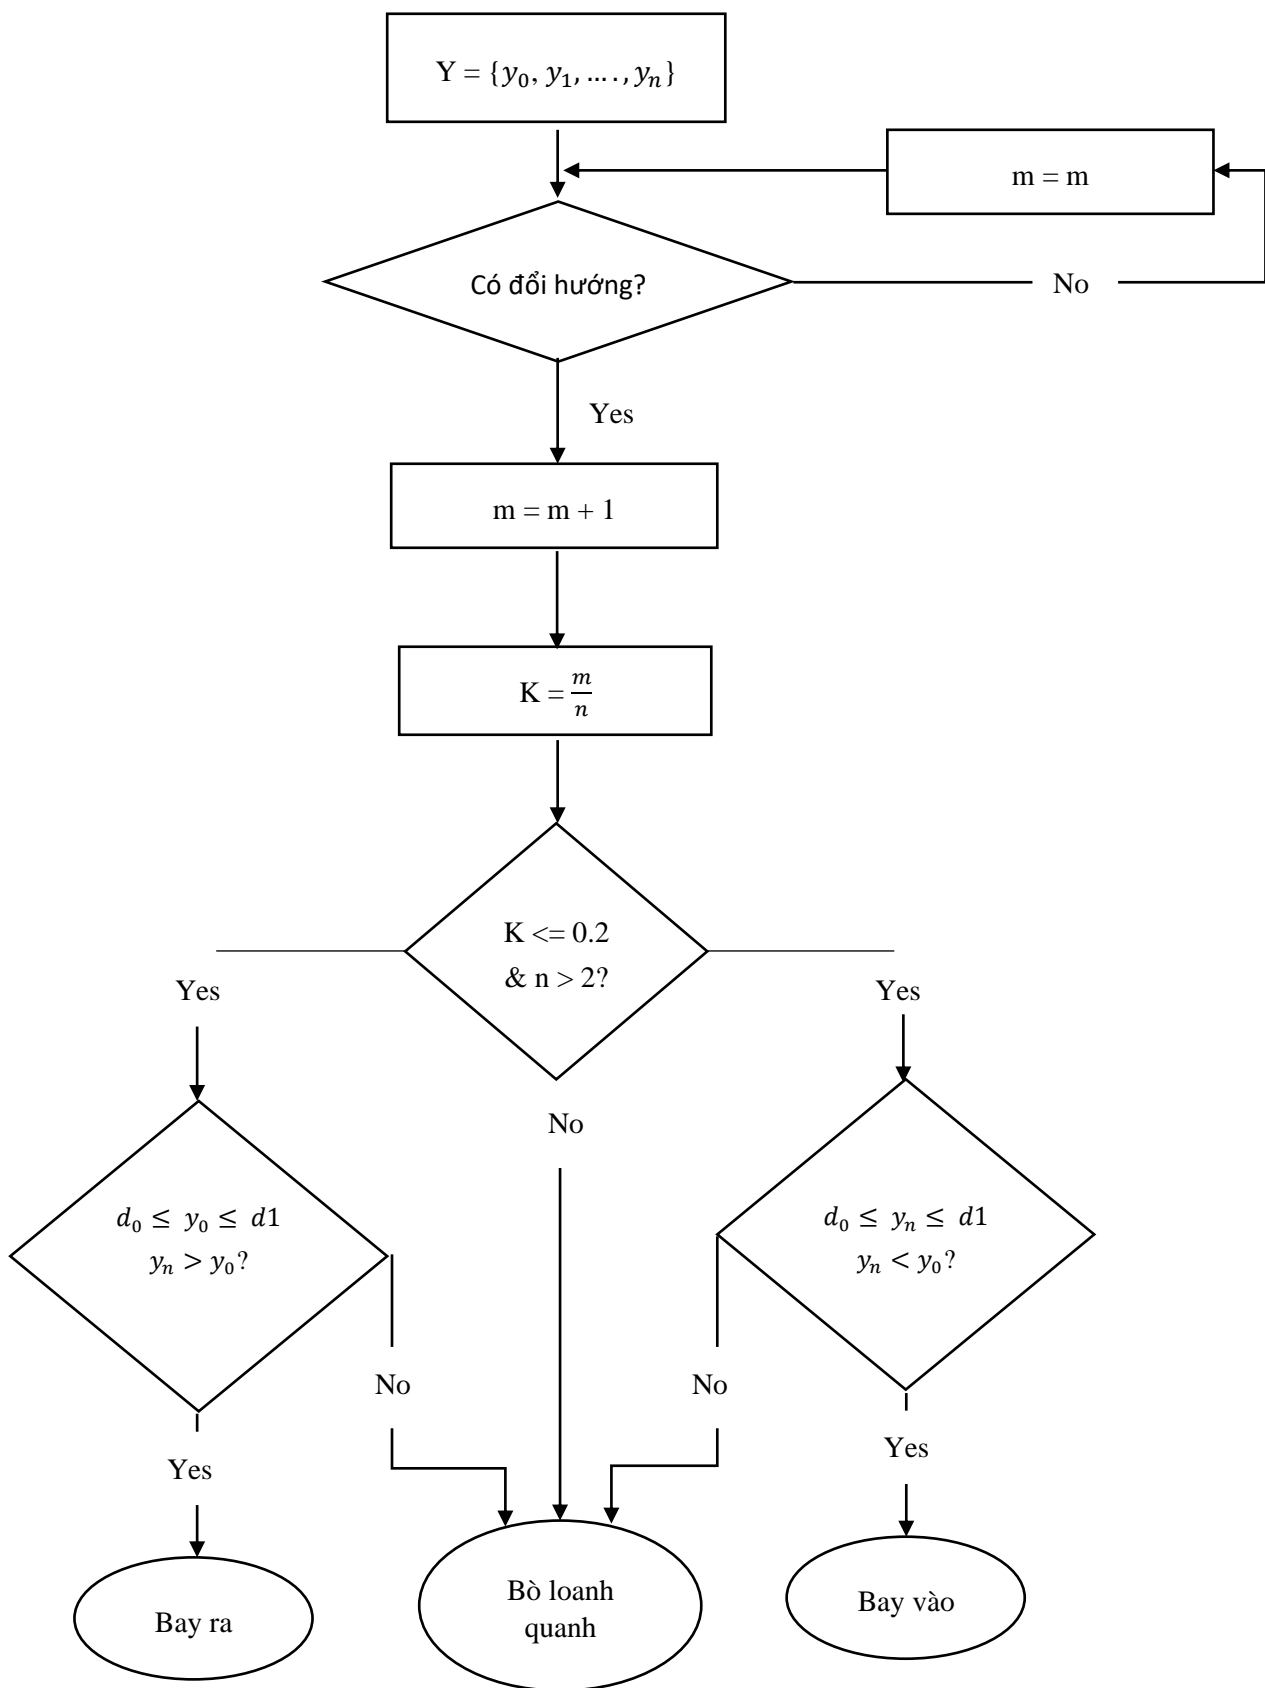 Y = {𝑦₀, 𝑦₁, … . , 𝑦ₙ}
m = m
Có đổi hướng?
No
Yes
m = m + 1
K = m/n
K <= 0.2
& n > 2?
Yes
Yes
No
𝑑₀ ≤ 𝑦₀ ≤ 𝑑1
𝑦ₙ > 𝑦₀?
𝑑₀ ≤ 𝑦ₙ ≤ 𝑑1
𝑦ₙ < 𝑦₀?
No
No
Yes
Yes
Bay ra
Bò loanh
quanh
Bay vào